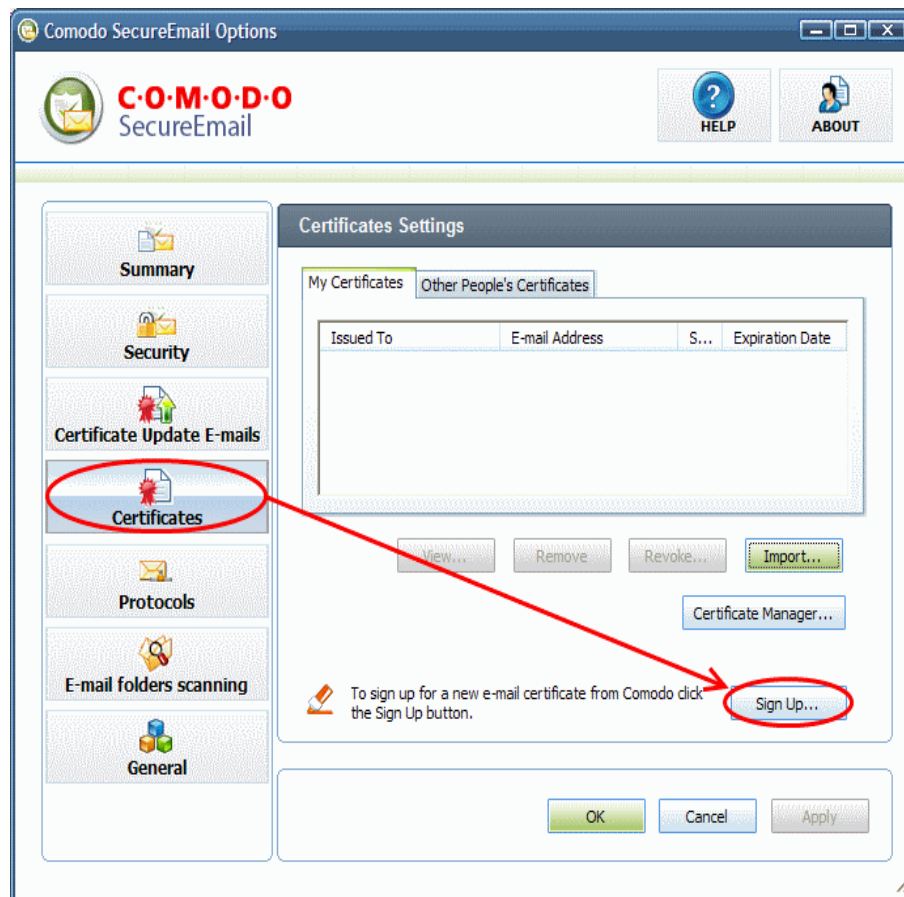 Comodo SecureEmail Options
C·O·M·O·D·O
SecureEmail
HELP
ABOUT
Summary
Security
Certificate Update E-mails
Certificates
Protocols
E-mail folders scanning
General
Certificates Settings
My Certificates
Other People's Certificates
Issued To
E-mail Address
S...
Expiration Date
View...
Remove
Revoke...
Import...
Certificate Manager...
To sign up for a new e-mail certificate from Comodo click
the Sign Up button.
Sign Up...
OK
Cancel
Apply